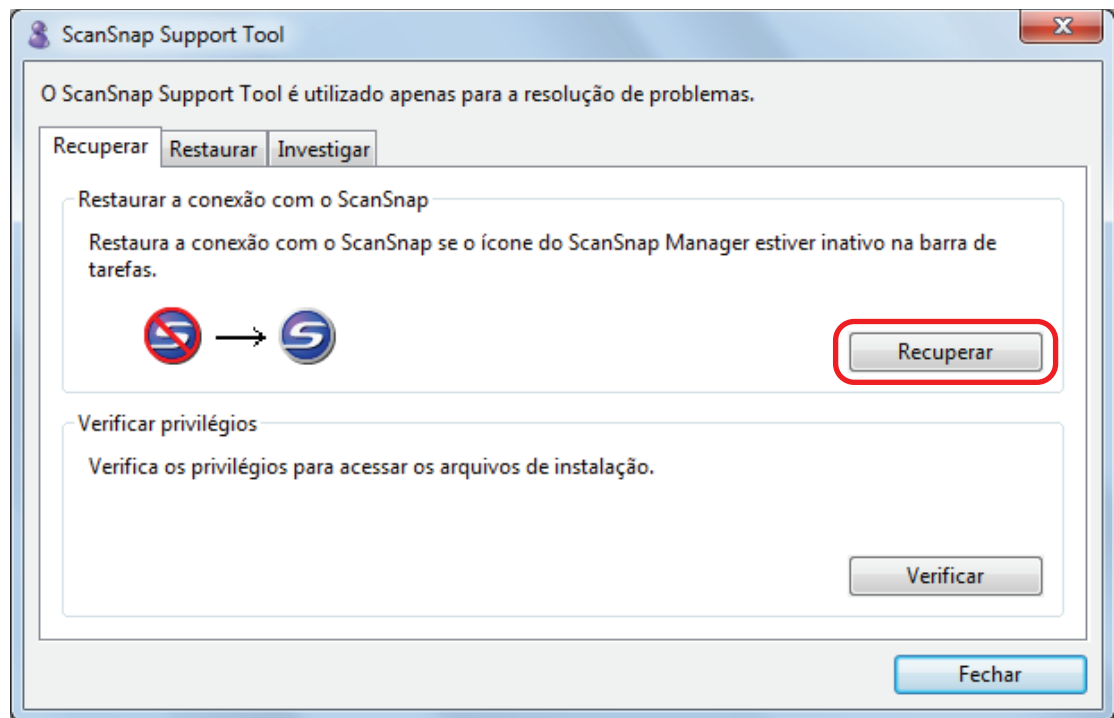 ScanSnap Support Tool
O ScanSnap Support Tool é utilizado apenas para a resolução de problemas.
Recuperar Restaurar Investigar
Restaurar a conexão com o ScanSnap
Restaura a conexão com o ScanSnap se o ícone do ScanSnap Manager estiver inativo na barra de
tarefas.
Recuperar
Verificar privilégios
Verifica os privilégios para acessar os arquivos de instalação.
Verificar
Fechar